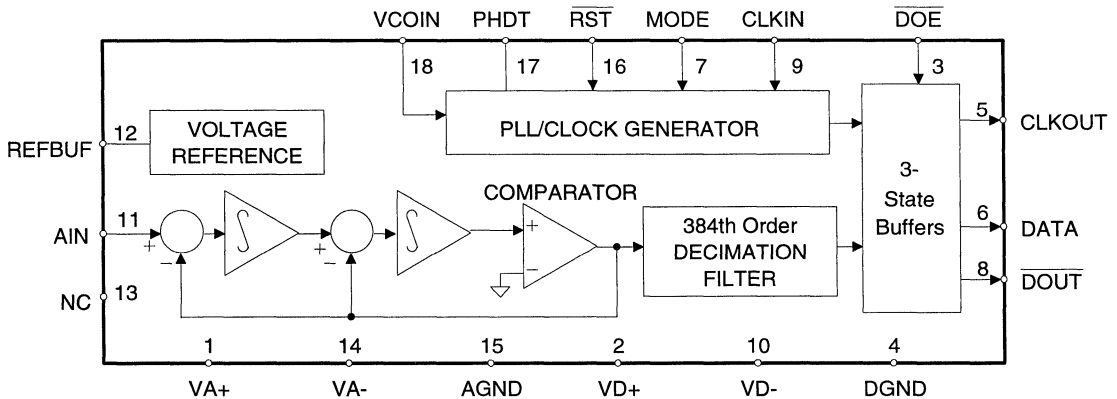 VCOIN PHDT RST MODE CLKIN DOE
18 17 16 7 9 3
PLL/CLOCK GENERATOR
5 CLKOUT
12
REFBUF
VOLTAGE
REFERENCE
3-
State
Buffers
COMPARATOR
11
AIN
+
−
+
−
+
−
384th Order
DECIMATION
FILTER
6 DATA
8 DOUT
NC 13
1 14 15 2 10 4
VA+ VA- AGND VD+ VD- DGND